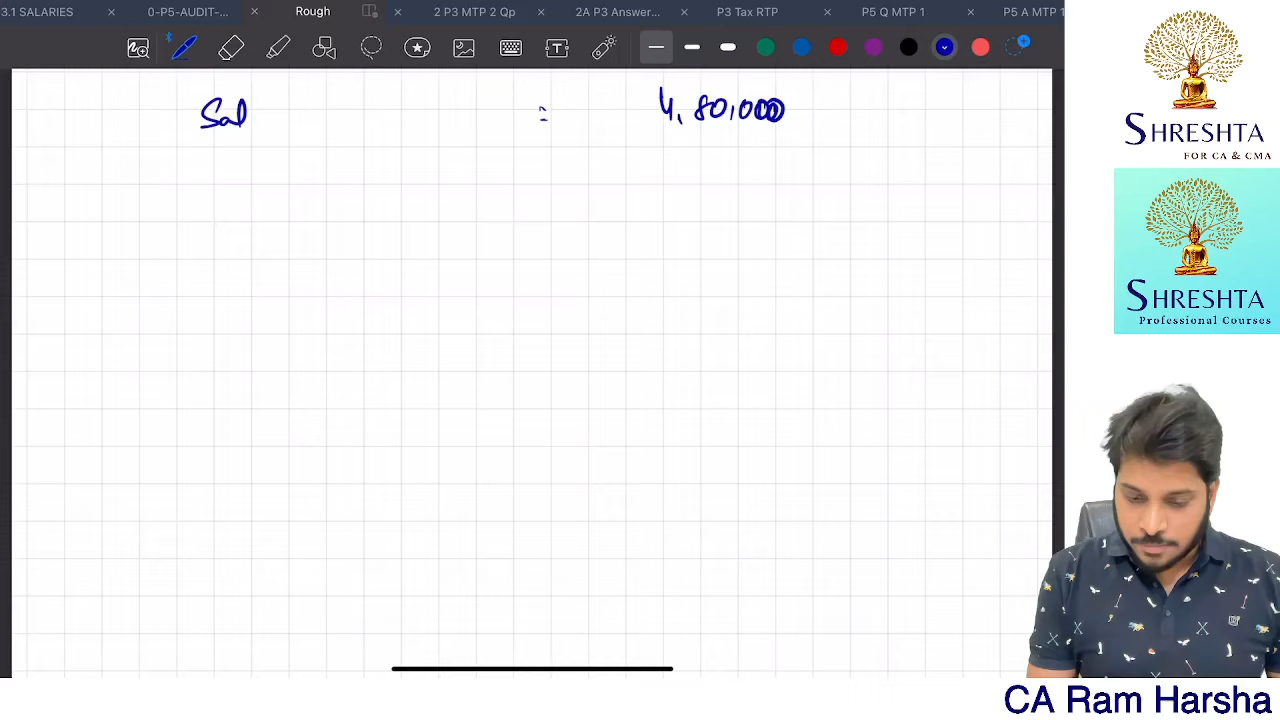 3.1 SALARIES × 0-P5-AUDIT-... × Rough × 2 P3 MTP 2 Qp × 2A P3 Answer... × P3 Tax RTP × P5 Q MTP 1 × P5 A MTP 1
Sal = 4,80,000
SHRESHTA
FOR CA & CMA
SHRESHTA
Professional Courses
CA Ram Harsha